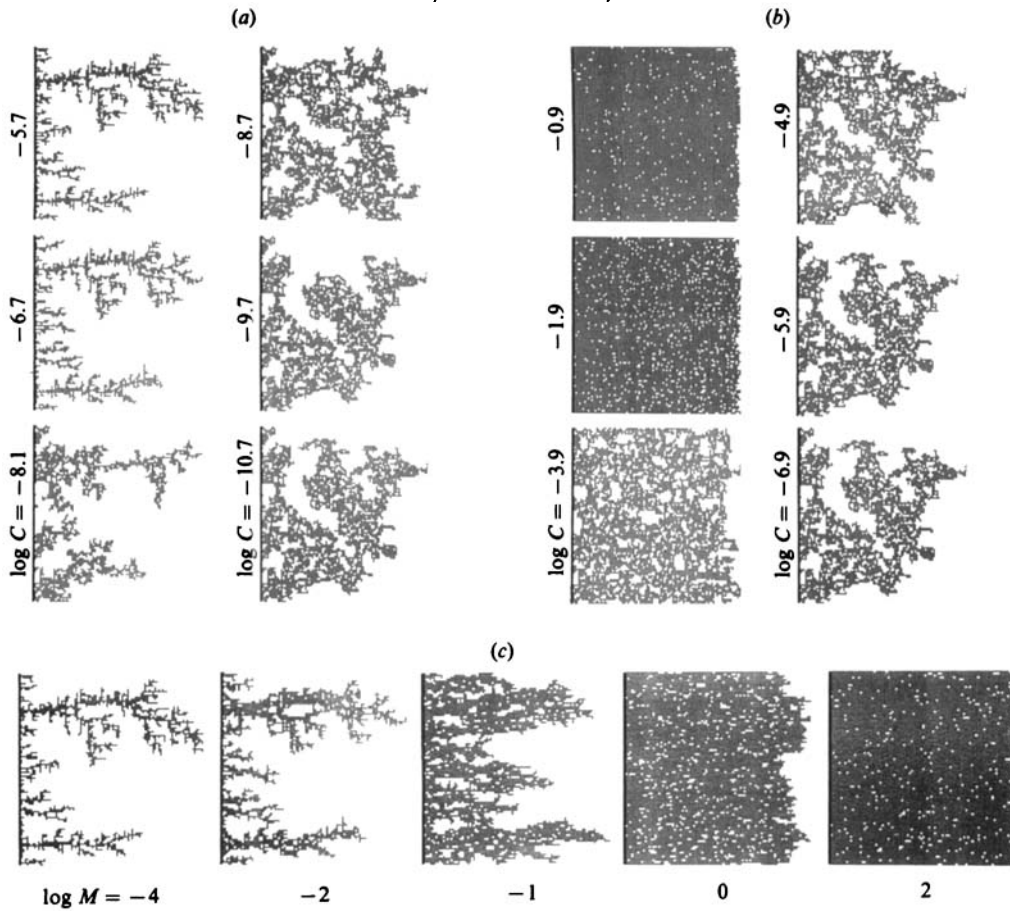 (a)
(b)
−5.7
−8.7
−0.9
−4.9
−6.7
−9.7
−1.9
−5.9
log C = −8.1
log C = −10.7
log C = −3.9
log C = −6.9
(c)
log M = −4
−2
−1
0
2